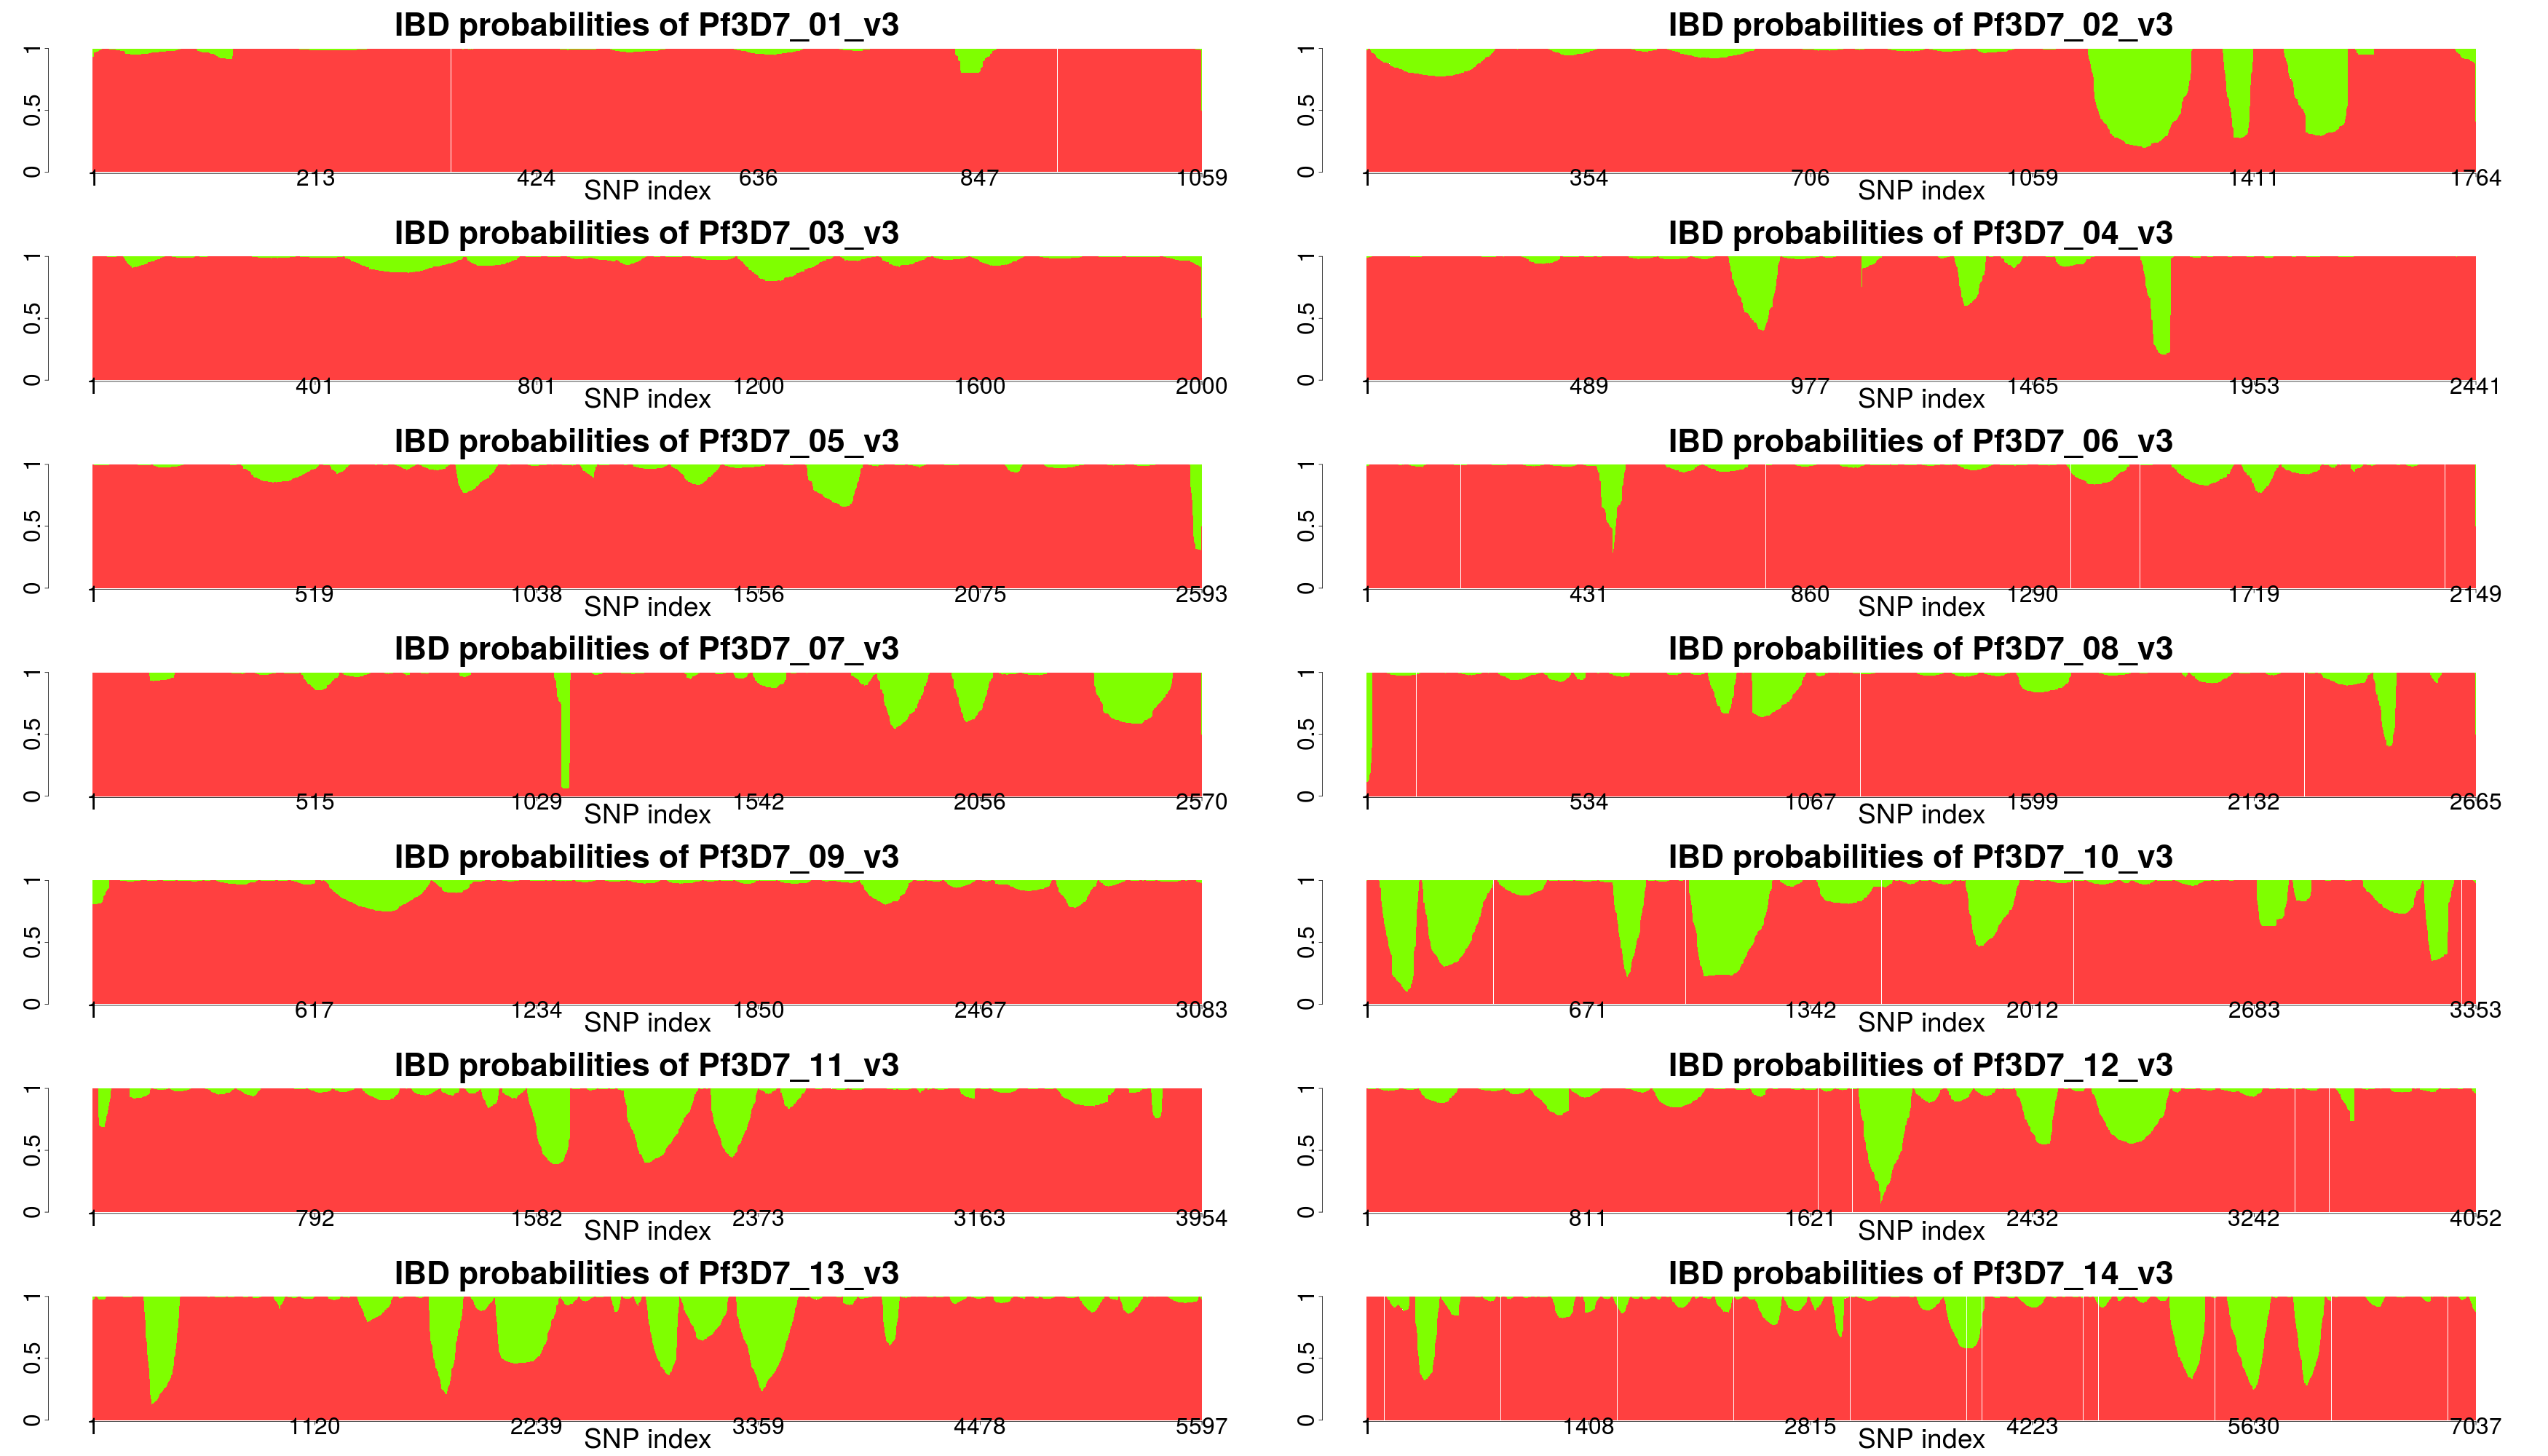 IBD probabilities of Pf3D7_01_v3
0 0.5 1
1 213 424 636 847 1059
SNP index
IBD probabilities of Pf3D7_02_v3
0 0.5 1
1 354 706 1059 1411 1764
SNP index
IBD probabilities of Pf3D7_03_v3
0 0.5 1
1 401 801 1200 1600 2000
SNP index
IBD probabilities of Pf3D7_04_v3
0 0.5 1
1 489 977 1465 1953 2441
SNP index
IBD probabilities of Pf3D7_05_v3
0 0.5 1
1 519 1038 1556 2075 2593
SNP index
IBD probabilities of Pf3D7_06_v3
0 0.5 1
1 431 860 1290 1719 2149
SNP index
IBD probabilities of Pf3D7_07_v3
0 0.5 1
1 515 1029 1542 2056 2570
SNP index
IBD probabilities of Pf3D7_08_v3
0 0.5 1
1 534 1067 1599 2132 2665
SNP index
IBD probabilities of Pf3D7_09_v3
0 0.5 1
1 617 1234 1850 2467 3083
SNP index
IBD probabilities of Pf3D7_10_v3
0 0.5 1
1 671 1342 2012 2683 3353
SNP index
IBD probabilities of Pf3D7_11_v3
0 0.5 1
1 792 1582 2373 3163 3954
SNP index
IBD probabilities of Pf3D7_12_v3
0 0.5 1
1 811 1621 2432 3242 4052
SNP index
IBD probabilities of Pf3D7_13_v3
0 0.5 1
1 1120 2239 3359 4478 5597
SNP index
IBD probabilities of Pf3D7_14_v3
0 0.5 1
1 1408 2815 4223 5630 7037
SNP index